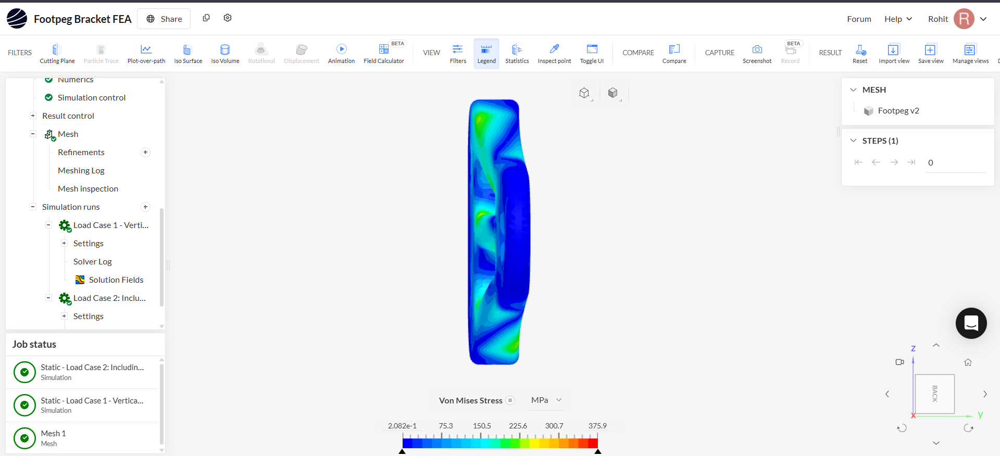 Footpeg Bracket FEA
Share
Forum
Help
Rohit
R
FILTERS
Cutting Plane
Particle Trace
Plot-over-path
Iso Surface
Iso Volume
Rotational
Displacement
Animation
BETA
Field Calculator
VIEW
Filters
Legend
Statistics
Inspect point
Toggle UI
COMPARE
Compare
CAPTURE
Screenshot
BETA
Record
RESULT
Reset
Import view
Save view
Manage views
Numerics
Simulation control
Result control
Mesh
Refinements
Meshing Log
Mesh inspection
Simulation runs
Load Case 1 - Verti...
Settings
Solver Log
Solution Fields
Load Case 2: Inclu...
Settings
Job status
Static - Load Case 2: Includin...
Simulation
Static - Load Case 1 - Vertica...
Simulation
Mesh 1
Mesh
MESH
Footpeg v2
STEPS (1)
0
Von Mises Stress
MPa
2.082e-1 75.3 150.5 225.6 300.7 375.9
Z
BACK
X
Y